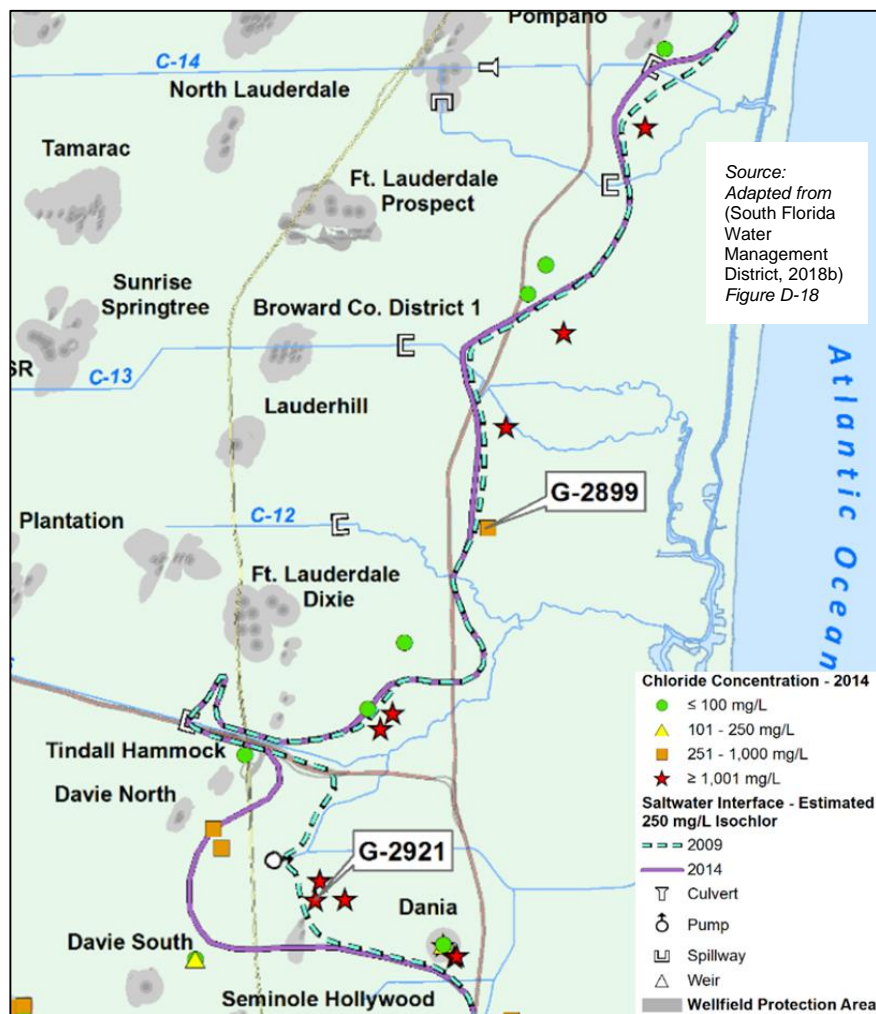 Pompano
C-14
North Lauderdale
Tamarac
Ft. Lauderdale
Prospect
Source:
Adapted from
(South Florida
Water
Management
District, 2018b)
Figure D-18
Sunrise
Springtree
Broward Co. District 1
SR
C-13
Lauderhill
Atlantic Ocean
G-2899
Plantation
C-12
Ft. Lauderdale
Dixie
Tindall Hammock
Davie North
G-2921
Dania
Davie South
Seminole Hollywood
Chloride Concentration - 2014
≤ 100 mg/L
101 - 250 mg/L
251 - 1,000 mg/L
≥ 1,001 mg/L
Saltwater Interface - Estimated
250 mg/L Isochlor
2009
2014
Culvert
Pump
Spillway
Weir
Wellfield Protection Area